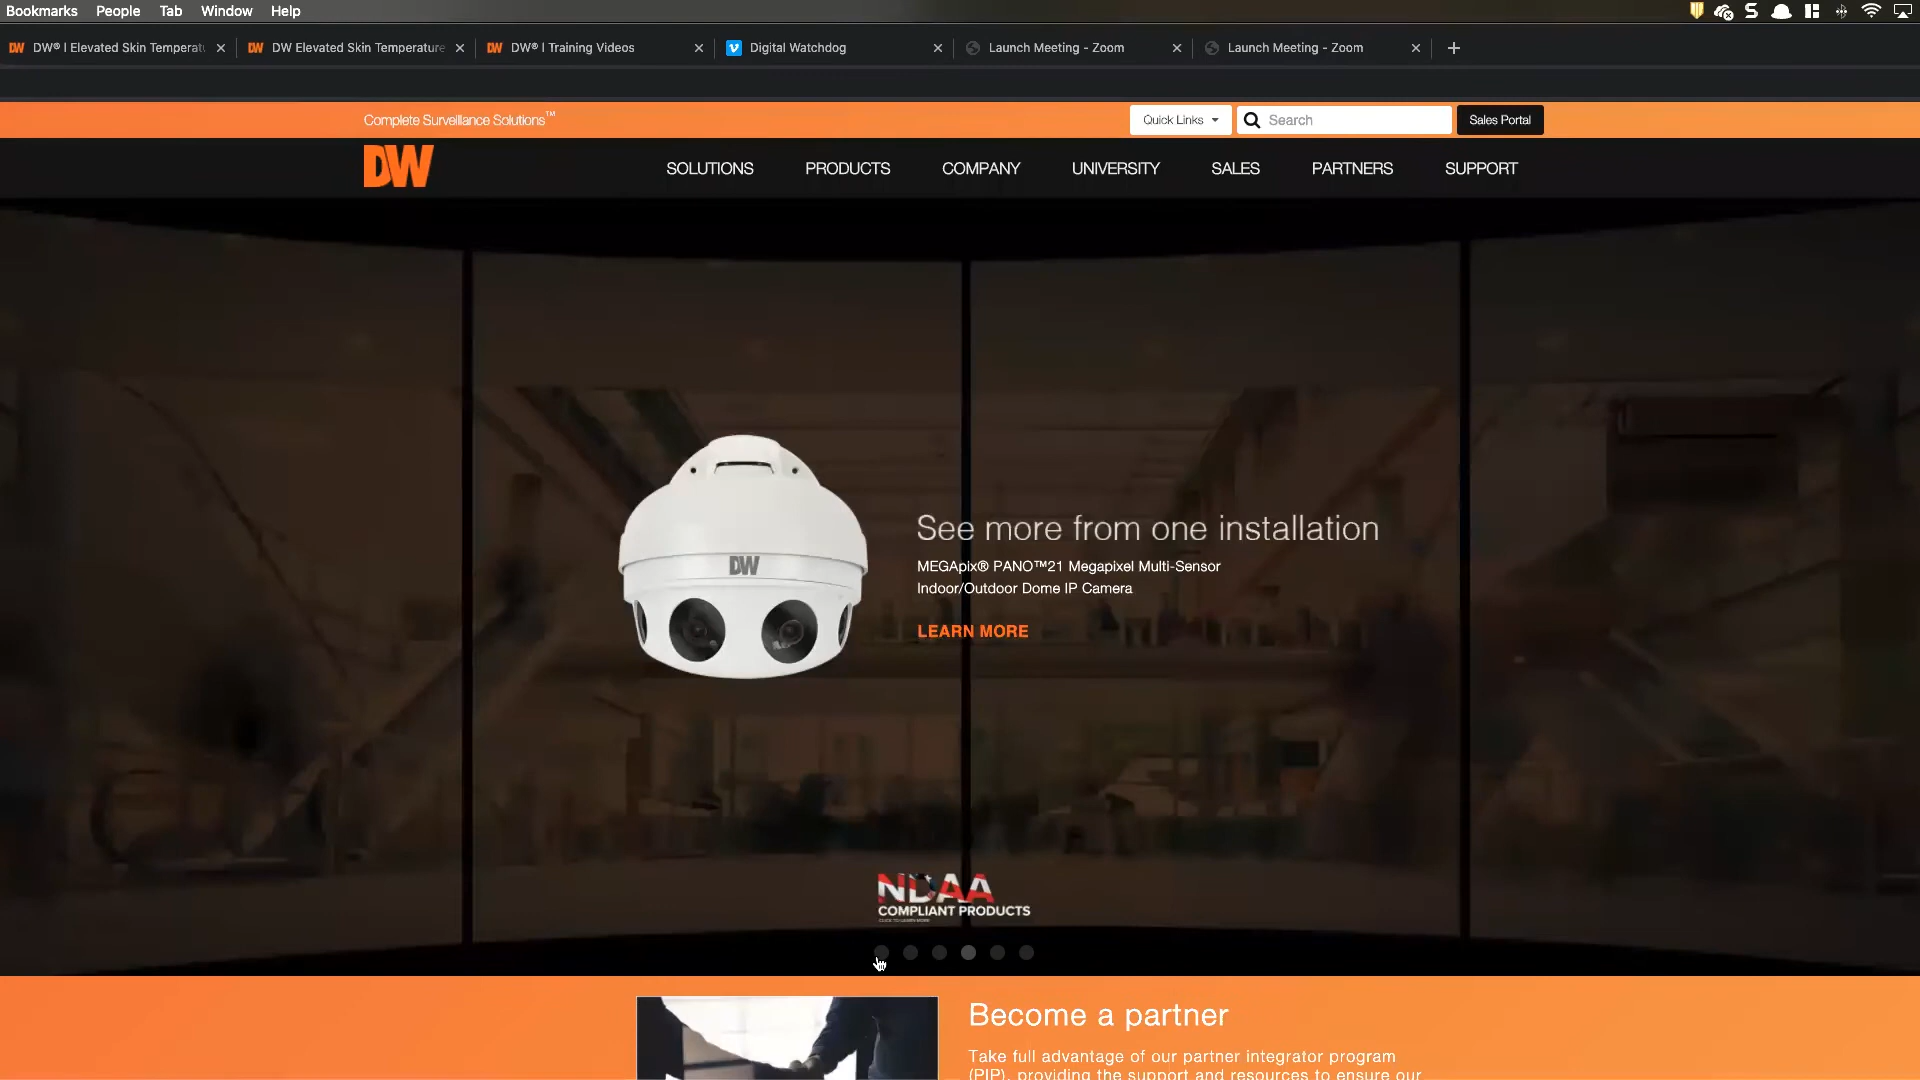 Bookmarks People Tab Window Help
DW® | Elevated Skin Temperatu
DW Elevated Skin Temperature
DW® | Training Videos
Digital Watchdog
Launch Meeting - Zoom
Launch Meeting - Zoom
Complete Surveillance Solutions™
Quick Links
Search
Sales Portal
DW
SOLUTIONS PRODUCTS COMPANY UNIVERSITY SALES PARTNERS SUPPORT
See more from one installation
MEGApix® PANO™21 Megapixel Multi-Sensor
Indoor/Outdoor Dome IP Camera
LEARN MORE
DW
NDAA
COMPLIANT PRODUCTS
Become a partner
Take full advantage of our partner integrator program
(PIP), providing the support and resources to ensure our